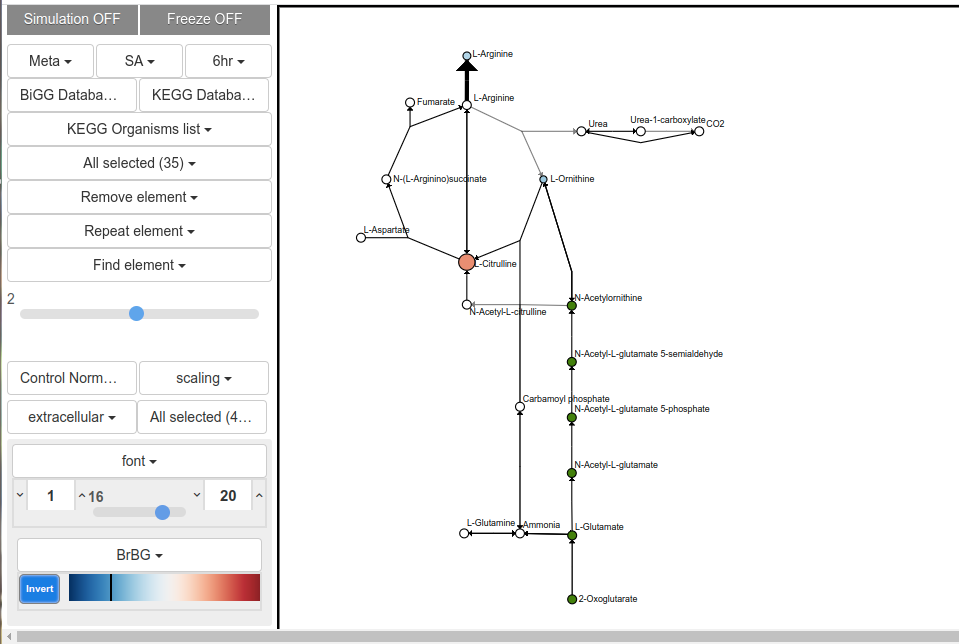 Simulation OFF
Freeze OFF
Meta
SA
6hr
BiGG Databa...
KEGG Databa...
KEGG Organisms list
All selected (35)
Remove element
Repeat element
Find element
2
Control Norm...
scaling
extracellular
All selected (4...
font
1
16
20
BrBG
Invert
L-Arginine
L-Arginine
Fumarate
Urea
Urea-1-carboxylate
CO2
N-(L-Arginino)succinate
L-Ornithine
L-Aspartate
L-Citrulline
N-Acetylornithine
N-Acetyl-L-citrulline
N-Acetyl-L-glutamate 5-semialdehyde
Carbamoyl phosphate
N-Acetyl-L-glutamate 5-phosphate
N-Acetyl-L-glutamate
L-Glutamine
Ammonia
L-Glutamate
2-Oxoglutarate